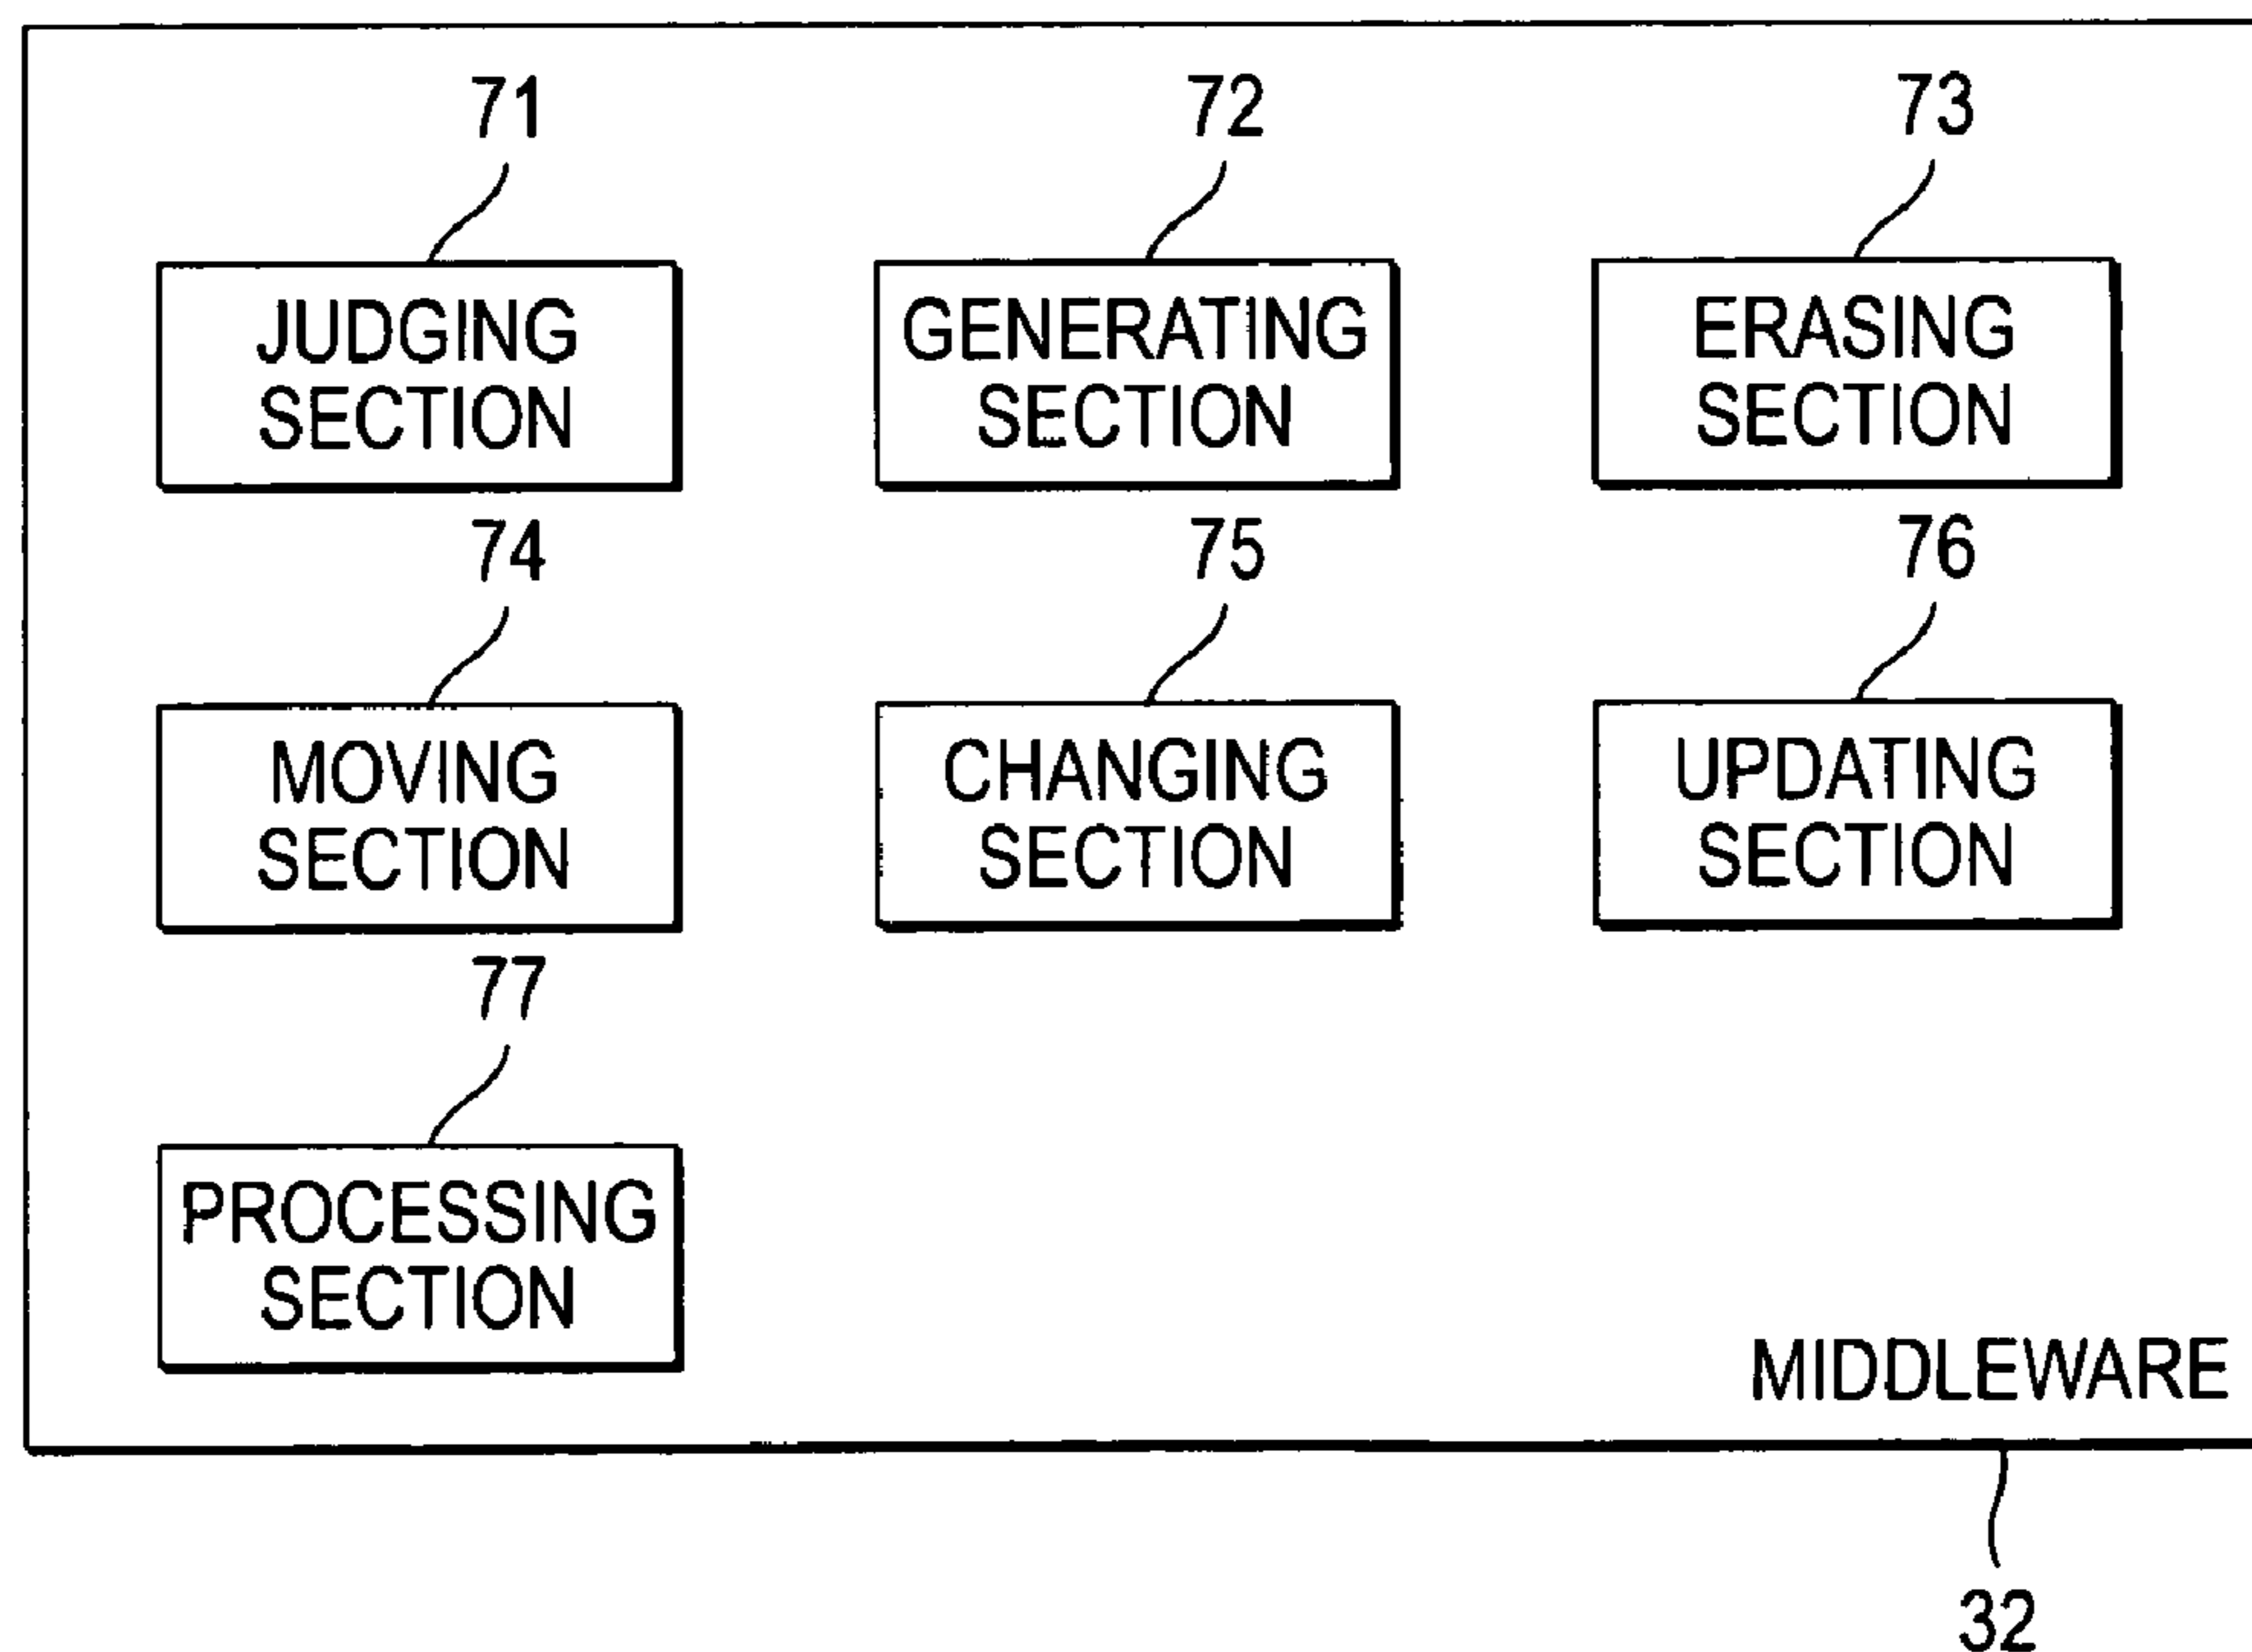 71
72
73
JUDGING
SECTION
GENERATING
SECTION
ERASING
SECTION
74
75
76
MOVING
SECTION
CHANGING
SECTION
UPDATING
SECTION
77
PROCESSING
SECTION
MIDDLEWARE
32